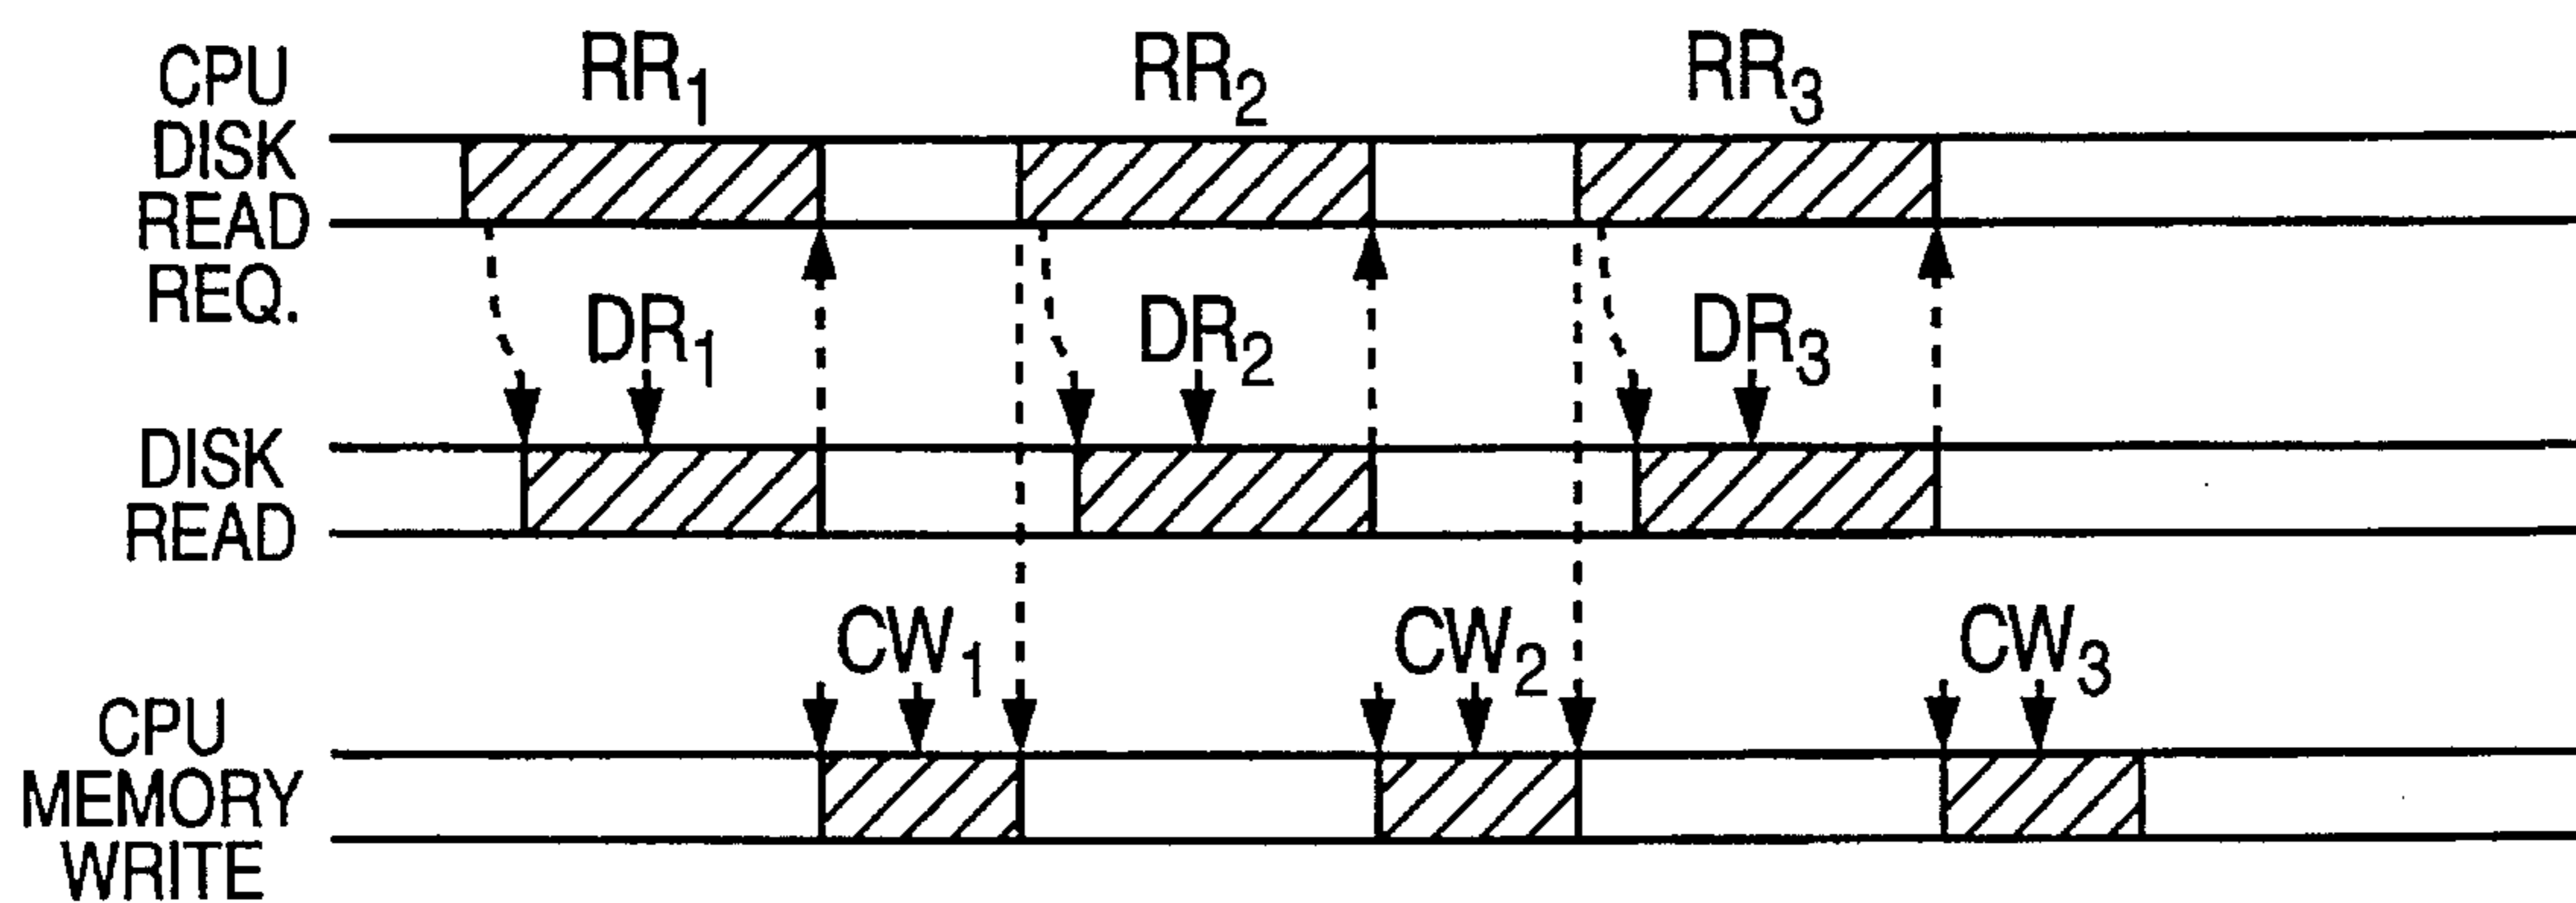 CPU
DISK
READ
REQ.
RR1 RR2 RR3
DR1 DR2 DR3
DISK
READ
CW1 CW2 CW3
CPU
MEMORY
WRITE